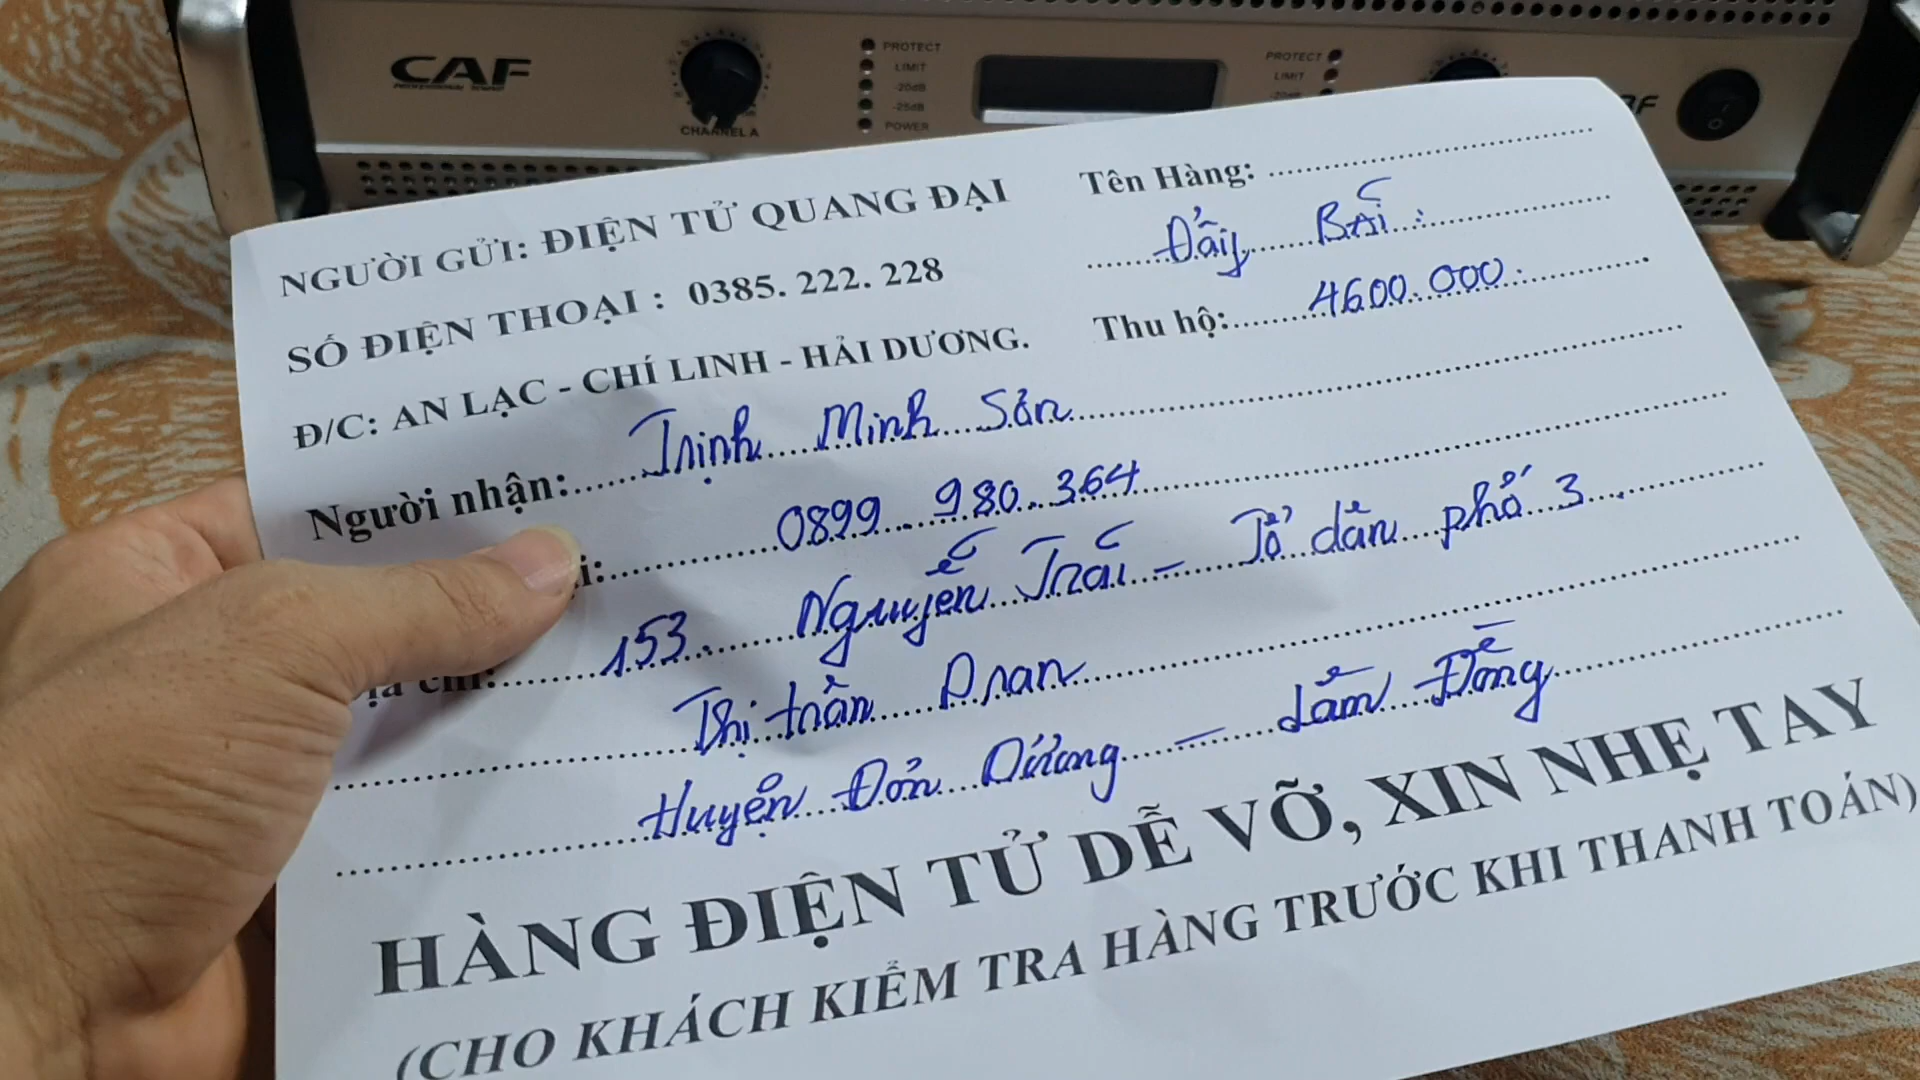 CAF
PROFESSIONAL SOUND
CHANNEL A
PROTECT
LIMIT
-20dB
-25dB
POWER
PROTECT
LIMIT
-20dB
NGƯỜI GỬI: ĐIỆN TỬ QUANG ĐẠI
SỐ ĐIỆN THOẠI : 0385. 222. 228
Đ/C: AN LẠC - CHÍ LINH - HẢI DƯƠNG.
Tên Hàng:
Đẩy BãI
Thu hộ: 4600.000
Người nhận: Trịnh Minh Sơn
0899 980 364
153 Nguyễn Trãi - Tổ dân phố 3
Thị trấn Dran
Huyện Đơn Dương - Lâm Đồng
HÀNG ĐIỆN TỬ DỄ VỠ, XIN NHẸ TAY
(CHO KHÁCH KIỂM TRA HÀNG TRƯỚC KHI THANH TOÁN)